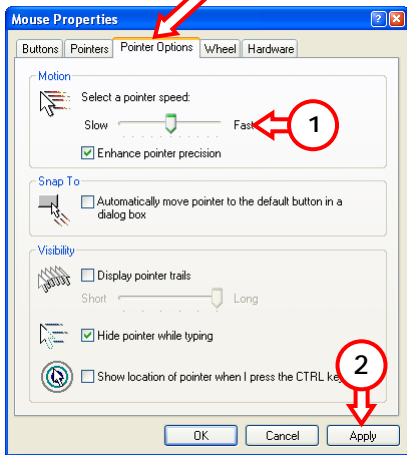 Mouse Properties
Buttons Pointers Pointer Options Wheel Hardware
Motion
Select a pointer speed:
Slow Fast
1
Enhance pointer precision
Snap To
Automatically move pointer to the default button in a
dialog box
Visibility
Display pointer trails
Short Long
Hide pointer while typing
2
Show location of pointer when I press the CTRL
OK Cancel Apply